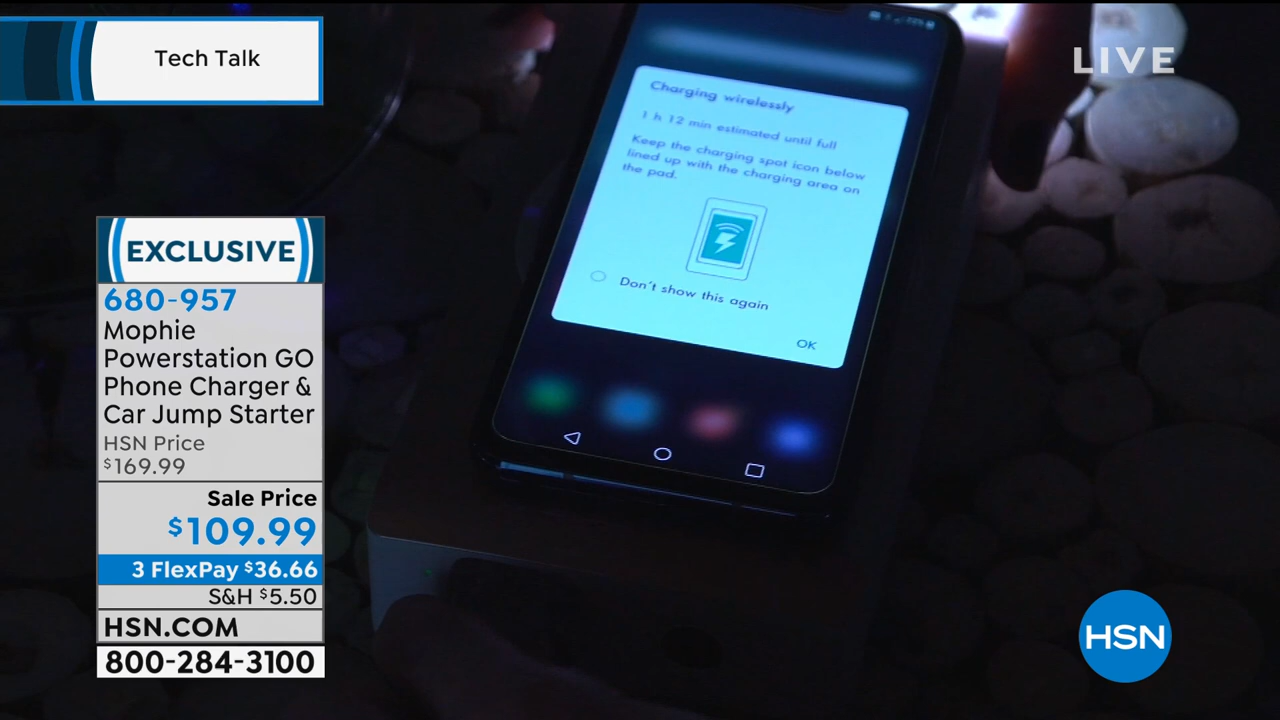 Tech Talk
LIVE
EXCLUSIVE
680-957
Mophie
Powerstation GO
Phone Charger &
Car Jump Starter
HSN Price
$169.99
Sale Price
$109.99
3 FlexPay $36.66
S&H $5.50
HSN.COM
800-284-3100
Charging wirelessly
1 h 12 min estimated until full
Keep the charging spot icon below
lined up with the charging area on
the pad.
Don't show this again
OK
HSN